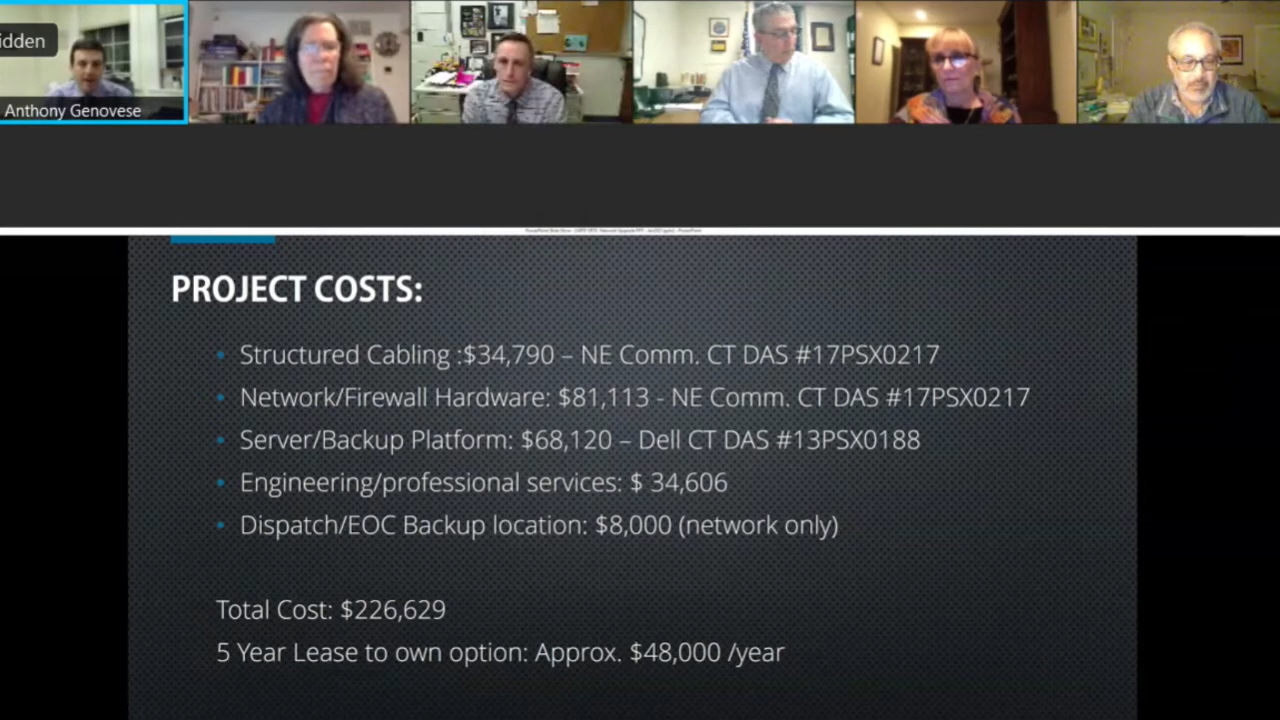 idden
Anthony Genovese
PROJECT COSTS:
• Structured Cabling :$34,790 – NE Comm. CT DAS #17PSX0217
• Network/Firewall Hardware: $81,113 - NE Comm. CT DAS #17PSX0217
• Server/Backup Platform: $68,120 – Dell CT DAS #13PSX0188
• Engineering/professional services: $ 34,606
• Dispatch/EOC Backup location: $8,000 (network only)
Total Cost: $226,629
5 Year Lease to own option: Approx. $48,000 /year